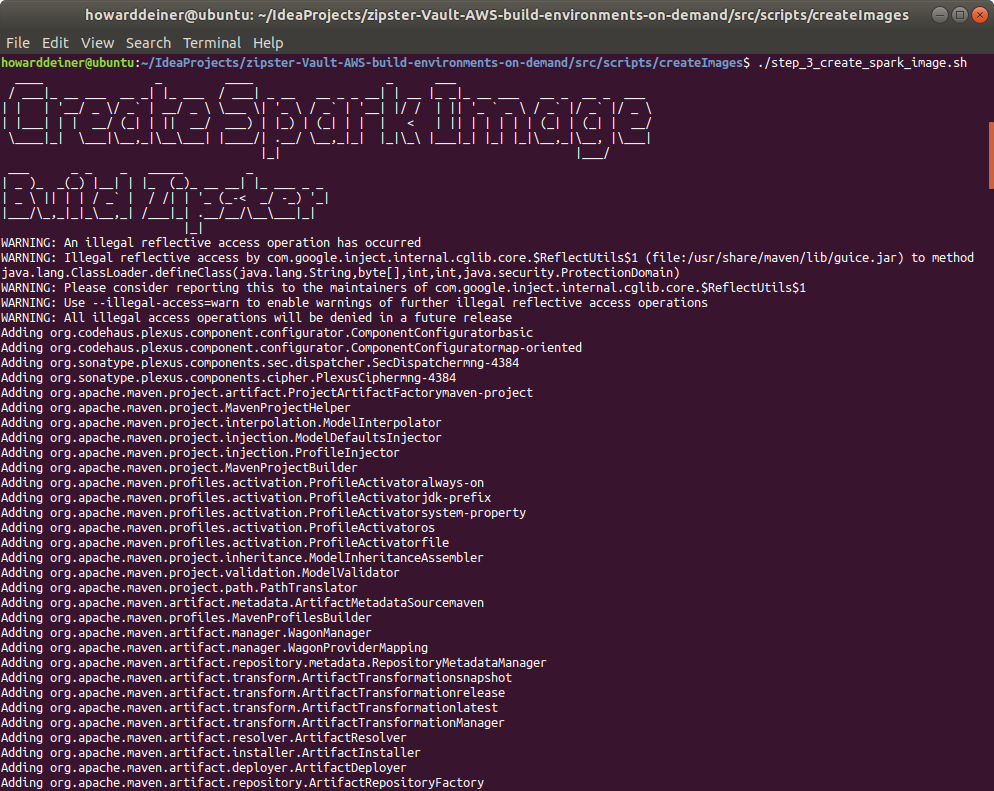 howarddeiner@ubuntu: ~/IdeaProjects/zipster-Vault-AWS-build-environments-on-demand/src/scripts/createImages
File Edit View Search Terminal Help
howarddeiner@ubuntu:~/IdeaProjects/zipster-Vault-AWS-build-environments-on-demand/src/scripts/createImages$ ./step_3_create_spark_image.sh
Create Spark Image
Build Zipster
WARNING: An illegal reflective access operation has occurred
WARNING: Illegal reflective access by com.google.inject.internal.cglib.core.$ReflectUtils$1 (file:/usr/share/maven/lib/guice.jar) to method
java.lang.ClassLoader.defineClass(java.lang.String,byte[],int,int,java.security.ProtectionDomain)
WARNING: Please consider reporting this to the maintainers of com.google.inject.internal.cglib.core.$ReflectUtils$1
WARNING: Use --illegal-access=warn to enable warnings of further illegal reflective access operations
WARNING: All illegal access operations will be denied in a future release
Adding org.codehaus.plexus.component.configurator.ComponentConfiguratorbasic
Adding org.codehaus.plexus.component.configurator.ComponentConfiguratormap-oriented
Adding org.sonatype.plexus.components.sec.dispatcher.SecDispatchermng-4384
Adding org.sonatype.plexus.components.cipher.PlexusCiphermng-4384
Adding org.apache.maven.project.artifact.ProjectArtifactFactorymaven-project
Adding org.apache.maven.project.MavenProjectHelper
Adding org.apache.maven.project.interpolation.ModelInterpolator
Adding org.apache.maven.project.injection.ModelDefaultsInjector
Adding org.apache.maven.project.injection.ProfileInjector
Adding org.apache.maven.project.MavenProjectBuilder
Adding org.apache.maven.profiles.activation.ProfileActivatoralways-on
Adding org.apache.maven.profiles.activation.ProfileActivatorjdk-prefix
Adding org.apache.maven.profiles.activation.ProfileActivatorsystem-property
Adding org.apache.maven.profiles.activation.ProfileActivatoros
Adding org.apache.maven.profiles.activation.ProfileActivatorfile
Adding org.apache.maven.project.inheritance.ModelInheritanceAssembler
Adding org.apache.maven.project.validation.ModelValidator
Adding org.apache.maven.project.path.PathTranslator
Adding org.apache.maven.artifact.metadata.ArtifactMetadataSourcemaven
Adding org.apache.maven.profiles.MavenProfilesBuilder
Adding org.apache.maven.artifact.manager.WagonManager
Adding org.apache.maven.artifact.manager.WagonProviderMapping
Adding org.apache.maven.artifact.repository.metadata.RepositoryMetadataManager
Adding org.apache.maven.artifact.transform.ArtifactTransformationsnapshot
Adding org.apache.maven.artifact.transform.ArtifactTransformationrelease
Adding org.apache.maven.artifact.transform.ArtifactTransformationlatest
Adding org.apache.maven.artifact.transform.ArtifactTransformationManager
Adding org.apache.maven.artifact.resolver.ArtifactResolver
Adding org.apache.maven.artifact.installer.ArtifactInstaller
Adding org.apache.maven.artifact.deployer.ArtifactDeployer
Adding org.apache.maven.artifact.repository.ArtifactRepositoryFactory